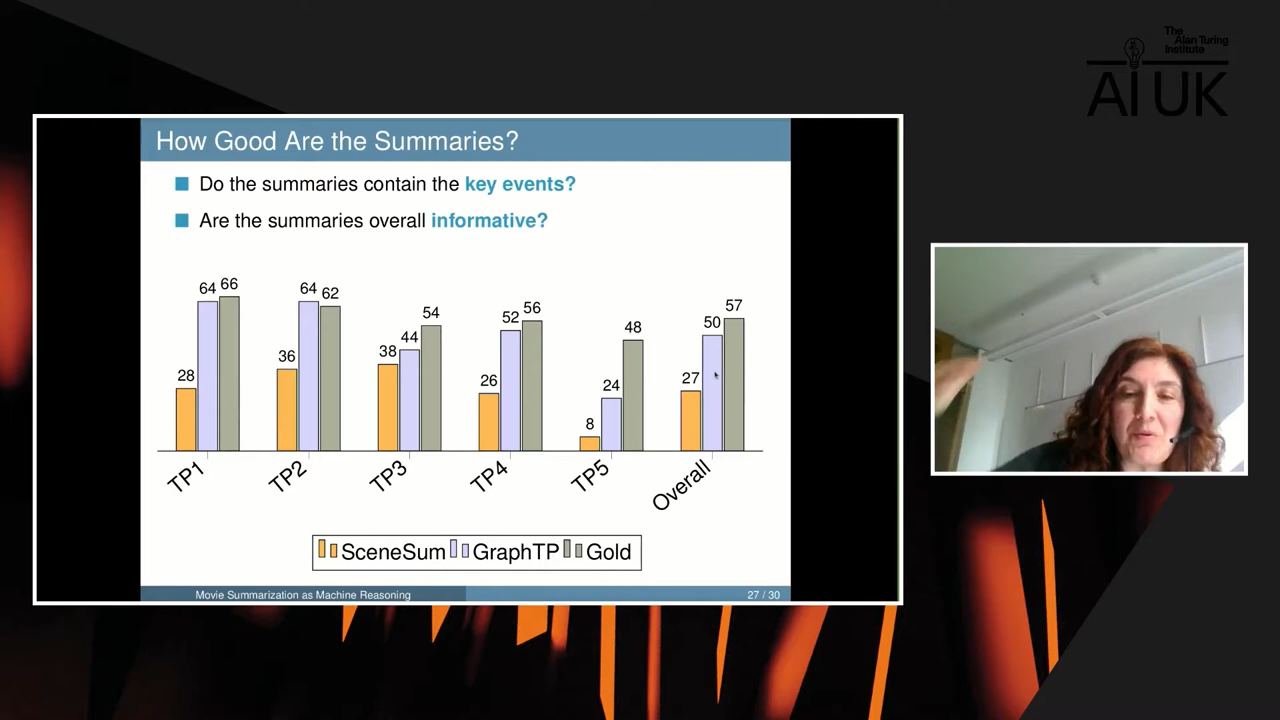 The
Alan Turing
Institute
AI UK
How Good Are the Summaries?
Do the summaries contain the key events?
Are the summaries overall informative?
28 64 66
36 64 62
38 44 54
26 52 56
8 24 48
27 50 57
TP1 TP2 TP3 TP4 TP5 Overall
SceneSum GraphTP Gold
Movie Summarization as Machine Reasoning 27 / 30